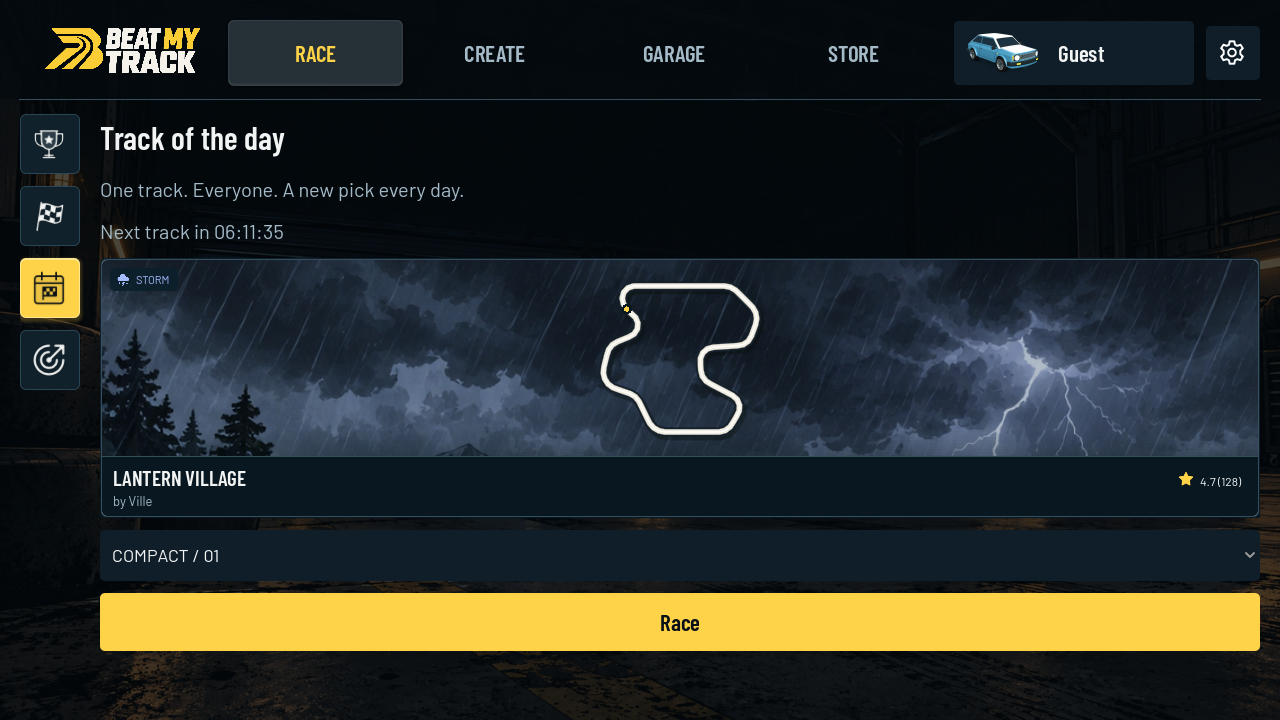 BEAT MY
TRACK
RACE
CREATE
GARAGE
STORE
Guest
Track of the day
One track. Everyone. A new pick every day.
Next track in 06:11:35
STORM
LANTERN VILLAGE
by Ville
4.7 (128)
COMPACT / 01
Race